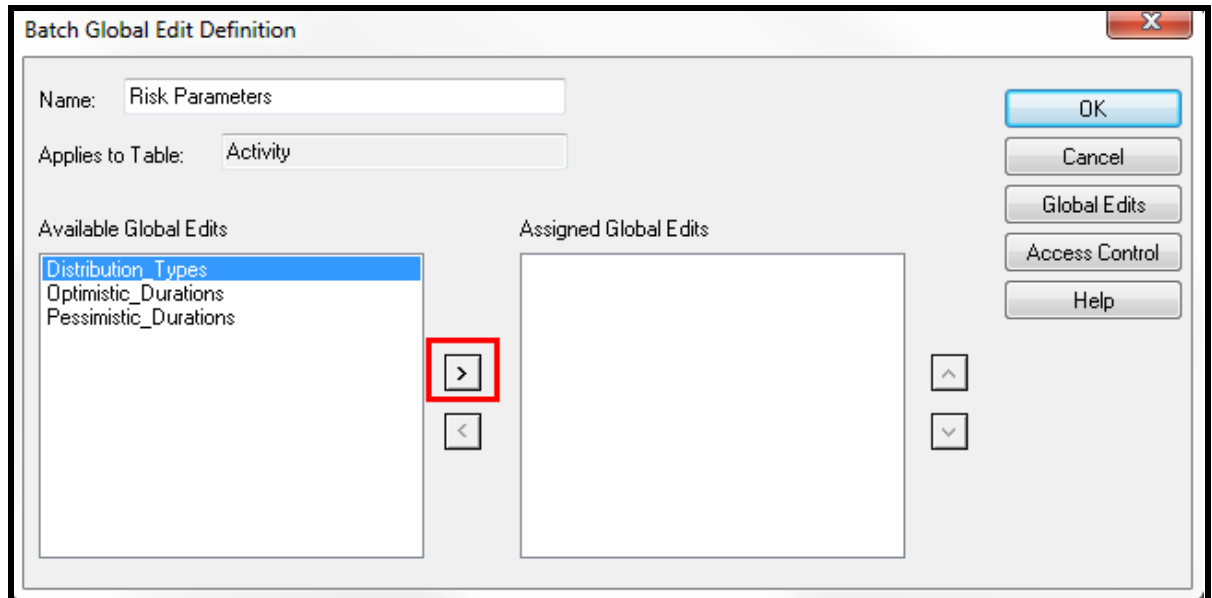 Batch Global Edit Definition
X
Name: Risk Parameters
OK
Applies to Table: Activity
Cancel
Global Edits
Available Global Edits
Assigned Global Edits
Access Control
Distribution_Types
Optimistic_Durations
Pessimistic_Durations
Help
>
<
^
v